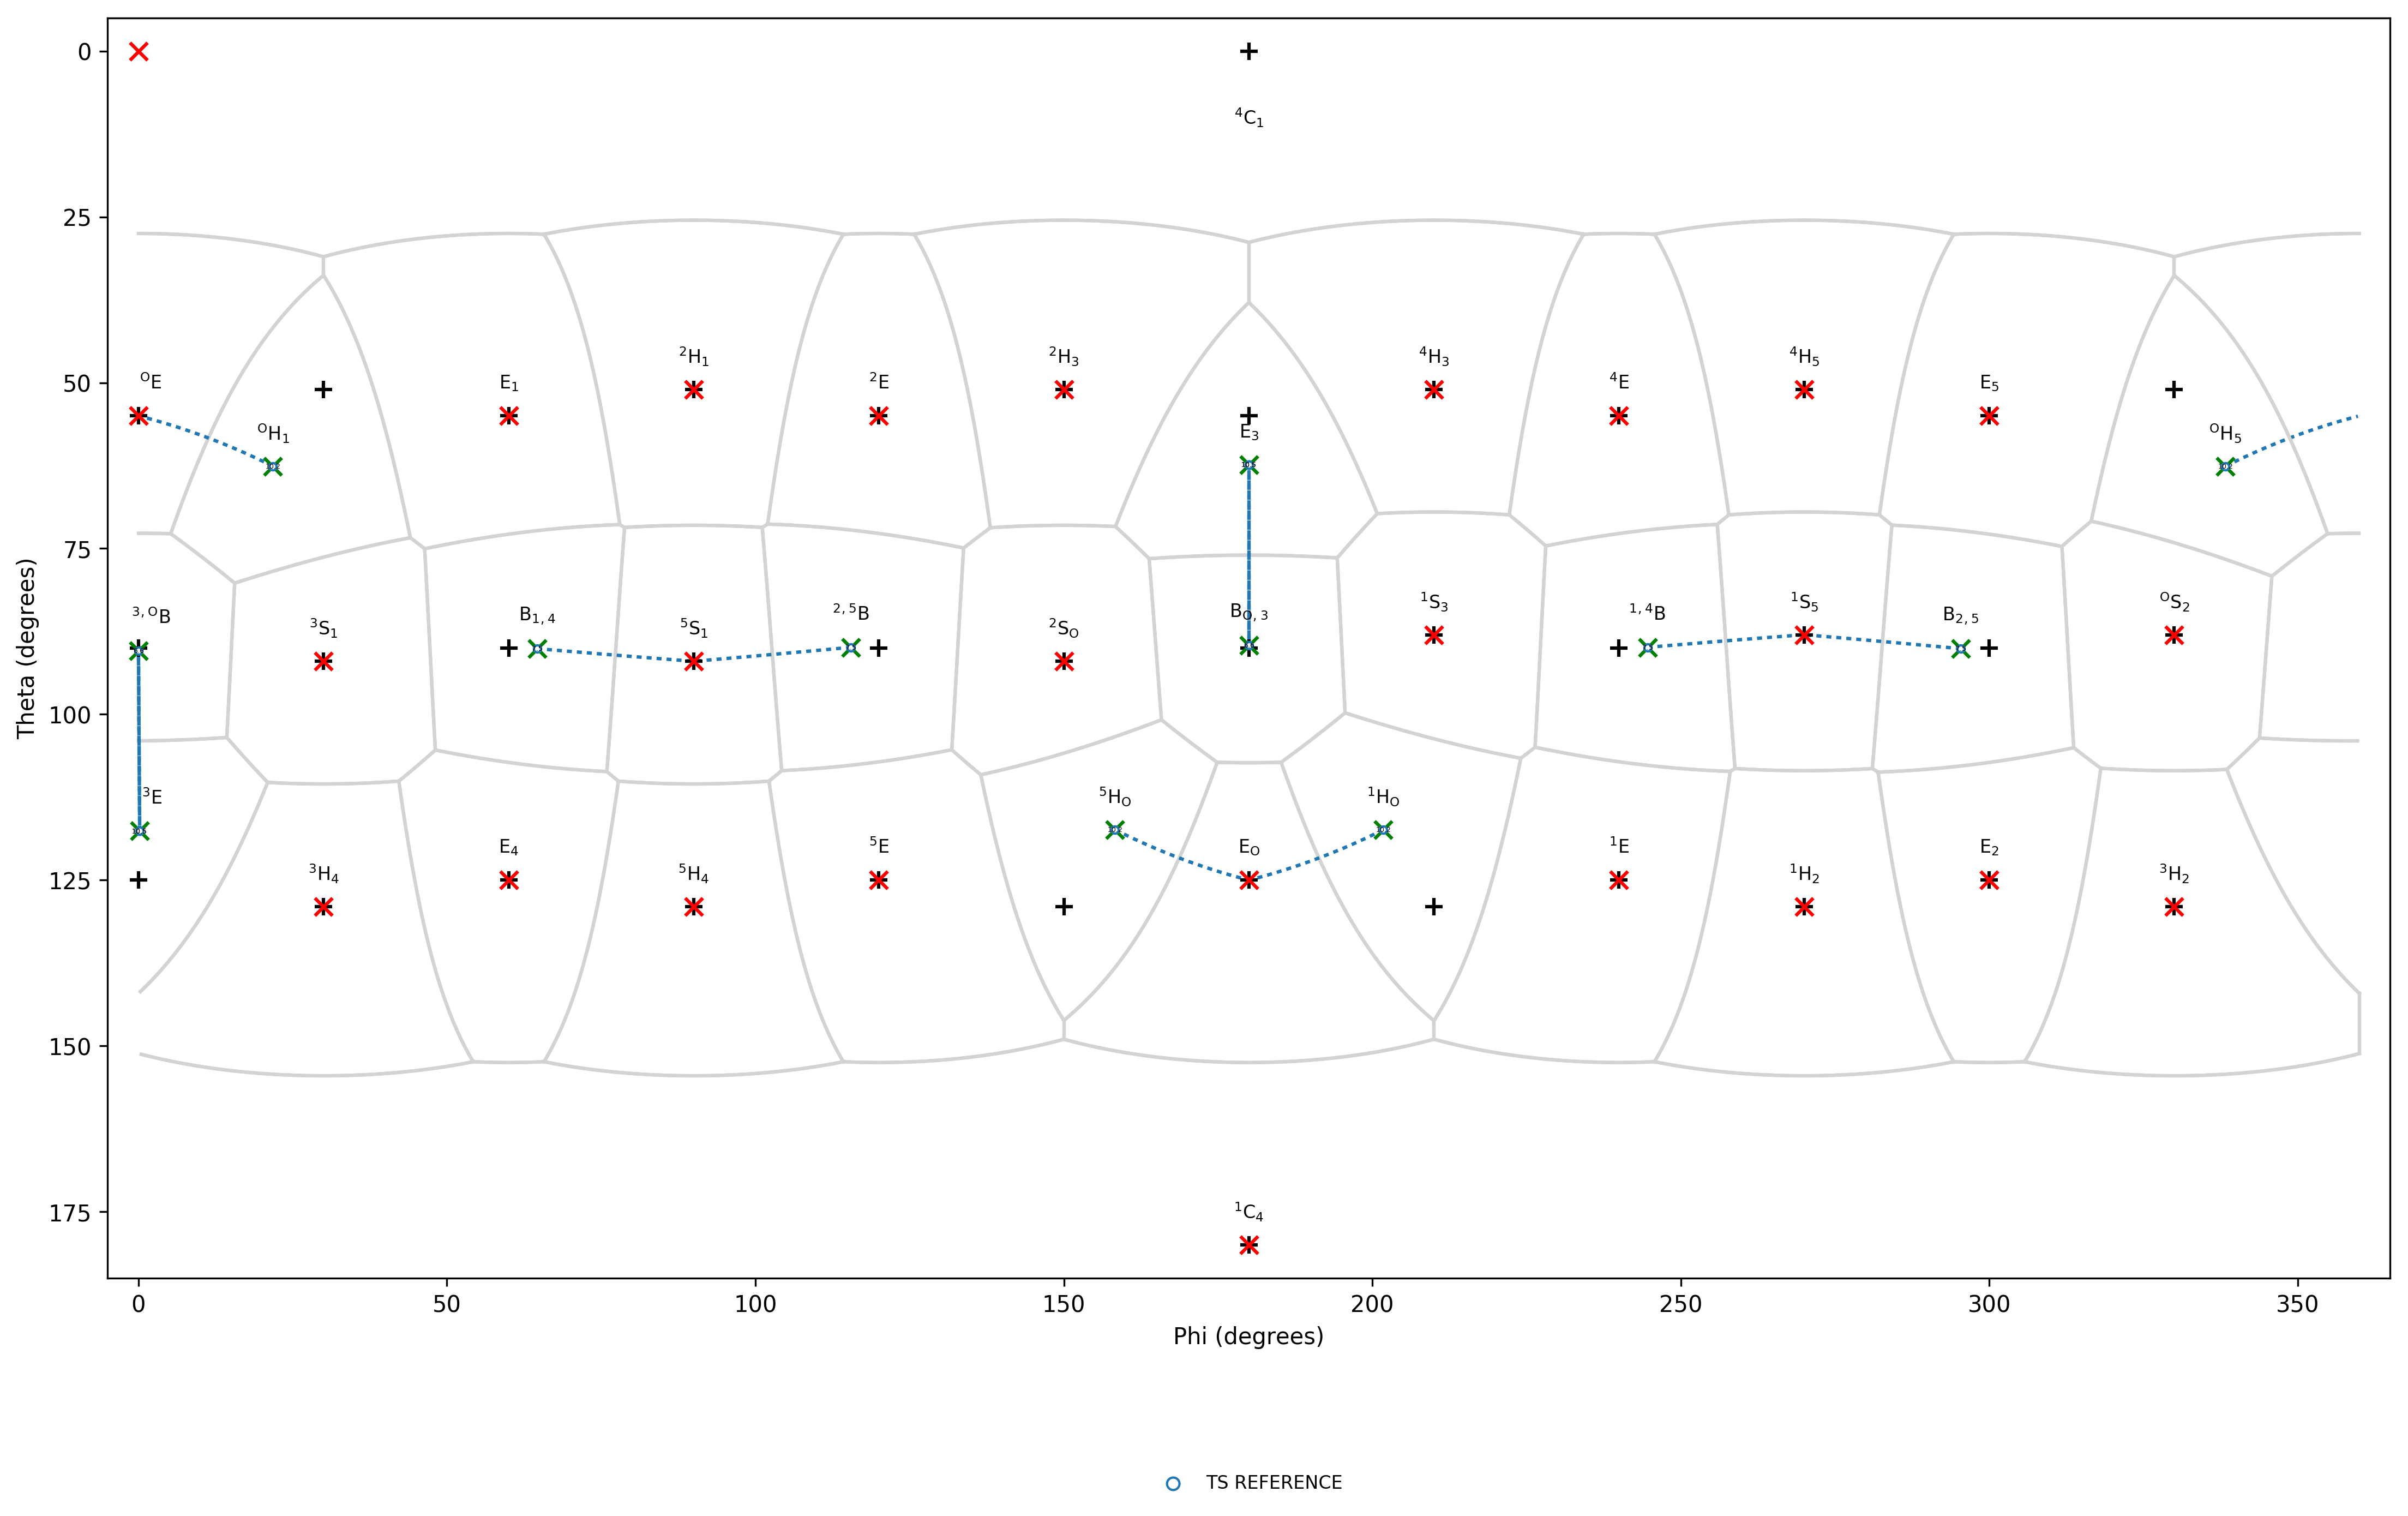 0
⁴C₁
25
²H₁
²H₃
⁴H₃
⁴H₅
50
ᴼE
E₁
²E
⁴E
E₅
ᴼH₁
E₃
ᴼH₅
75
Theta (degrees)
³,ᴼB
³S₁
B₁,₄
⁵S₁
²,⁵B
²Sₒ
Bₒ,₃
¹S₃
¹,⁴B
¹S₅
B₂,₅
ᴼS₂
100
³E
⁵Hₒ
¹Hₒ
125
³H₄
E₄
⁵H₄
⁵E
Eₒ
¹E
¹H₂
E₂
³H₂
150
175
¹C₄
0 50 100 150 200 250 300 350
Phi (degrees)
TS REFERENCE